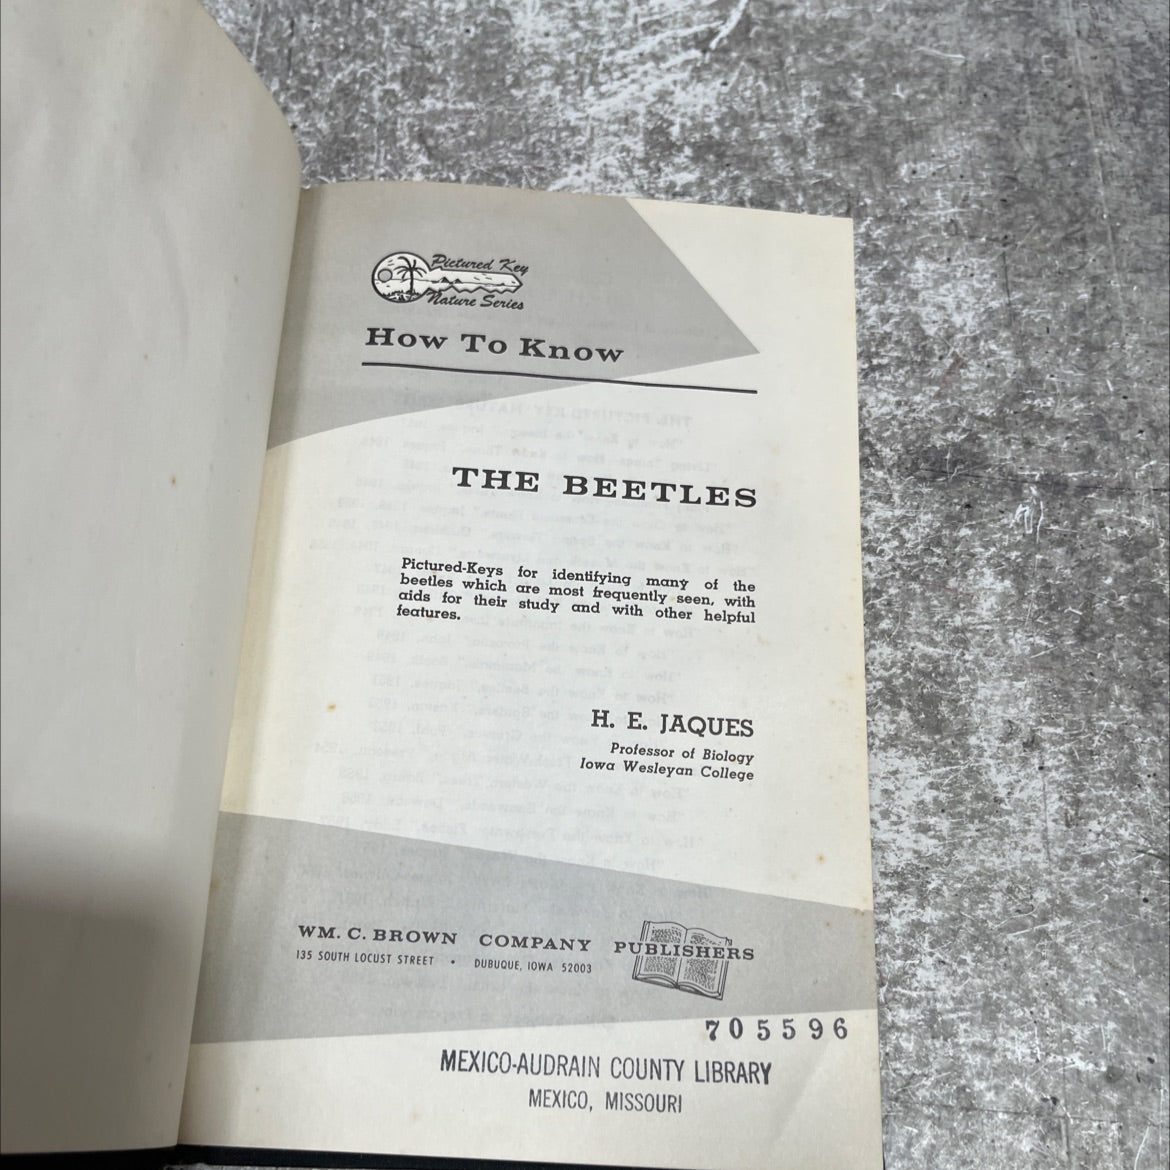 Pictured Key
Nature Series
How To Know
THE BEETLES
Pictured-Keys for identifying many of the
beetles which are most frequently seen, with
aids for their study and with other helpful
features.
H. E. JAQUES
Professor of Biology
Iowa Wesleyan College
WM. C. BROWN COMPANY PUBLISHERS
135 SOUTH LOCUST STREET • DUBUQUE, IOWA 52003
705596
MEXICO-AUDRAIN COUNTY LIBRARY
MEXICO, MISSOURI